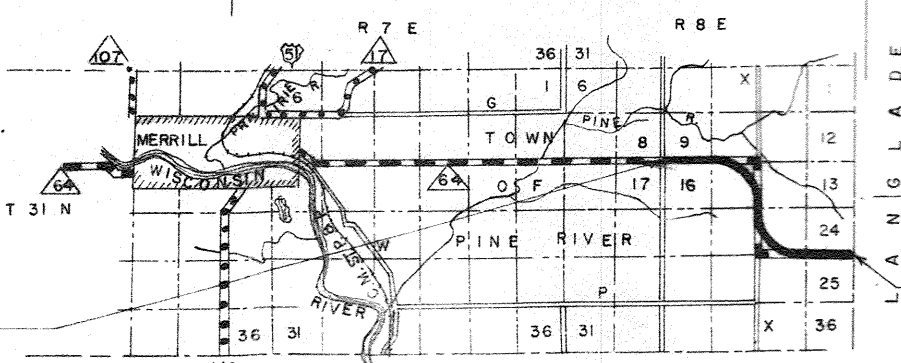 R 7 E
R 8 E
107
51
17
36 31
X
6
1 6
G
PRAIRIE R.
MERRILL
TOWN
PINE R.
8 9
12
WISCONSIN
64
64
OF
17 16
13
T 31 N
PINE RIVER
24
C.M. ST. P.
W
25
RIVER
P
36 31
36 31
X
36
LANGLADE